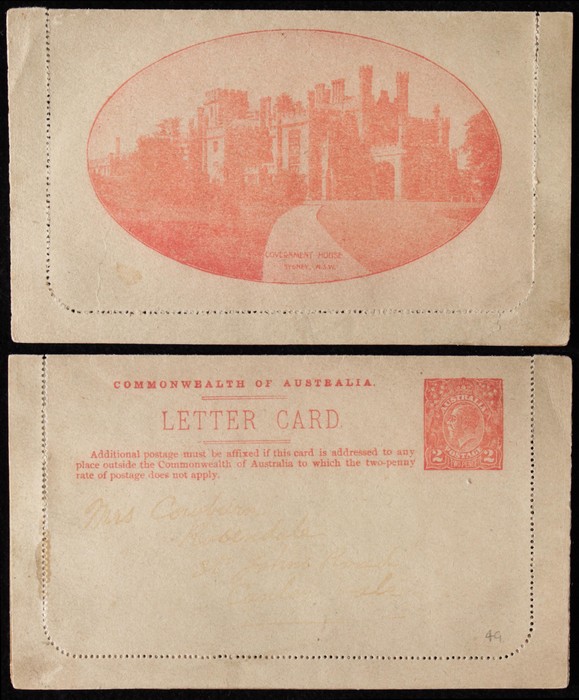 GOVERNMENT HOUSE
SYDNEY, N.S.W.
COMMONWEALTH OF AUSTRALIA.
LETTER CARD.
Additional postage must be affixed if this card is addressed to any
place outside the Commonwealth of Australia to which the two-penny
rate of postage does not apply.
AUSTRALIA
2 POSTAGE 2
Mrs
49